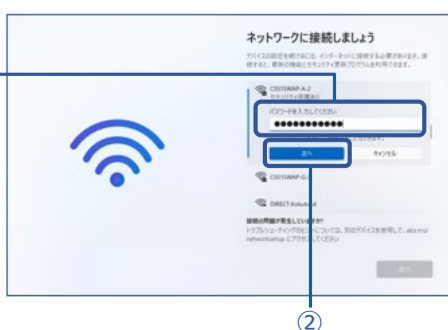 ネットワークに接続しましょう
デバイスの設定を続けるには、インターネットに接続する必要があります。接
続すると、最新の機能とセキュリティ更新プログラムを利用できます。
CSS10WAP-A-2
セキュリティ保護あり
パスワードを入力してください
●●●●●●●●●●●
次へ
キャンセル
CSS10WAP-G-
DIRECT-
接続の問題が発生していますか?
トラブルシューティングのヒントについては、別のデバイスを使用して、aka.ms/
networksetup にアクセスしてください
次へ
②